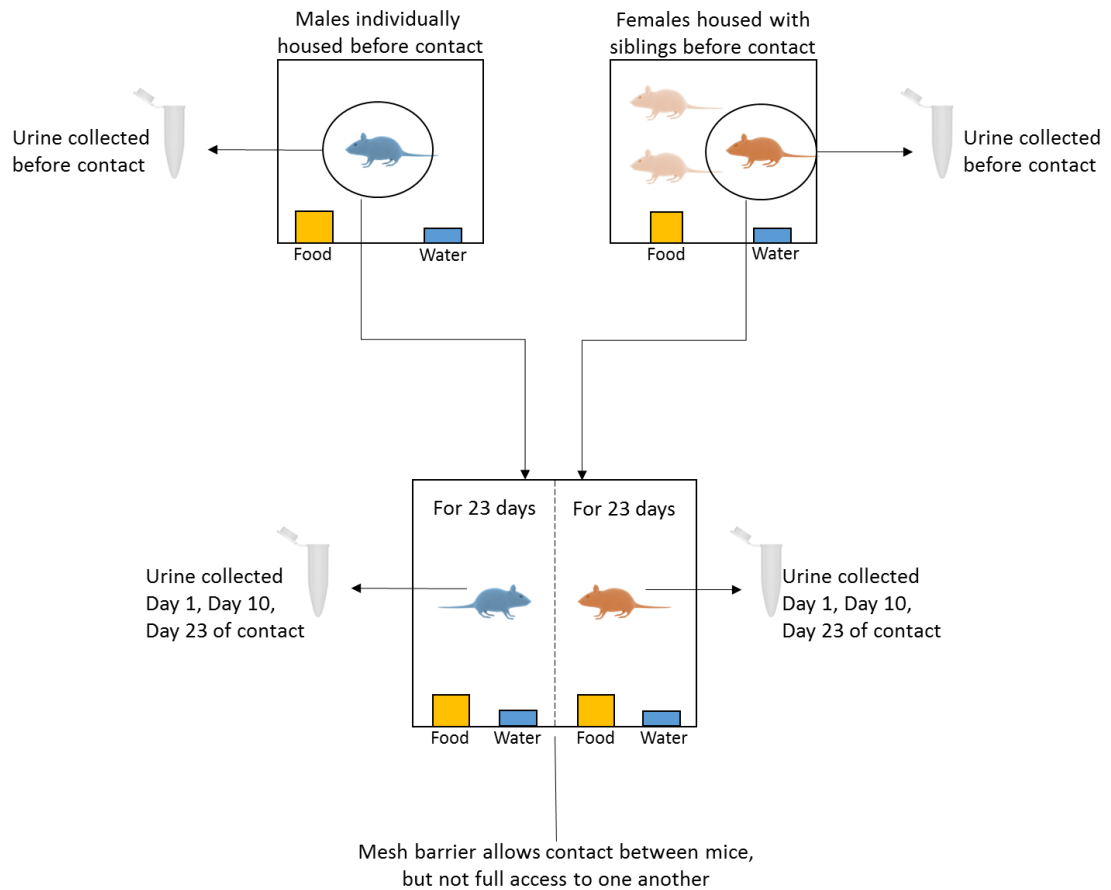 Males individually
housed before contact
Females housed with
siblings before contact
Urine collected
before contact
Urine collected
before contact
Food
Water
Food
Water
For 23 days
For 23 days
Urine collected
Day 1, Day 10,
Day 23 of contact
Urine collected
Day 1, Day 10,
Day 23 of contact
Food
Water
Food
Water
Mesh barrier allows contact between mice,
but not full access to one another